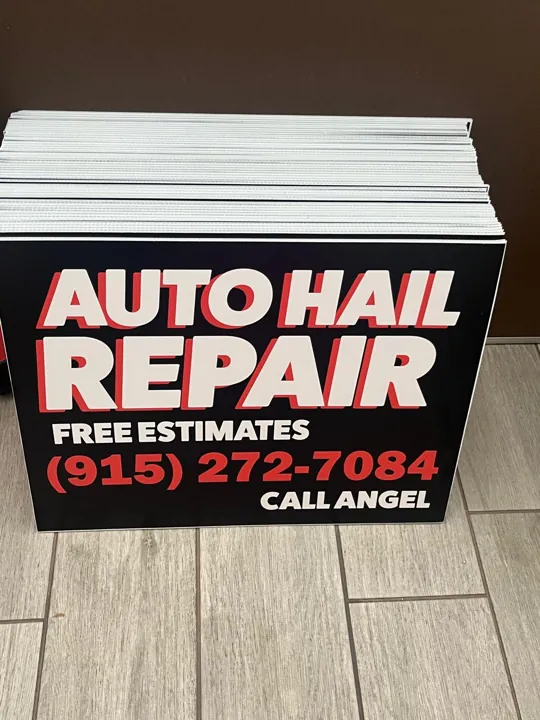 AUTO HAIL
REPAIR
FREE ESTIMATES
(915) 272-7084
CALL ANGEL